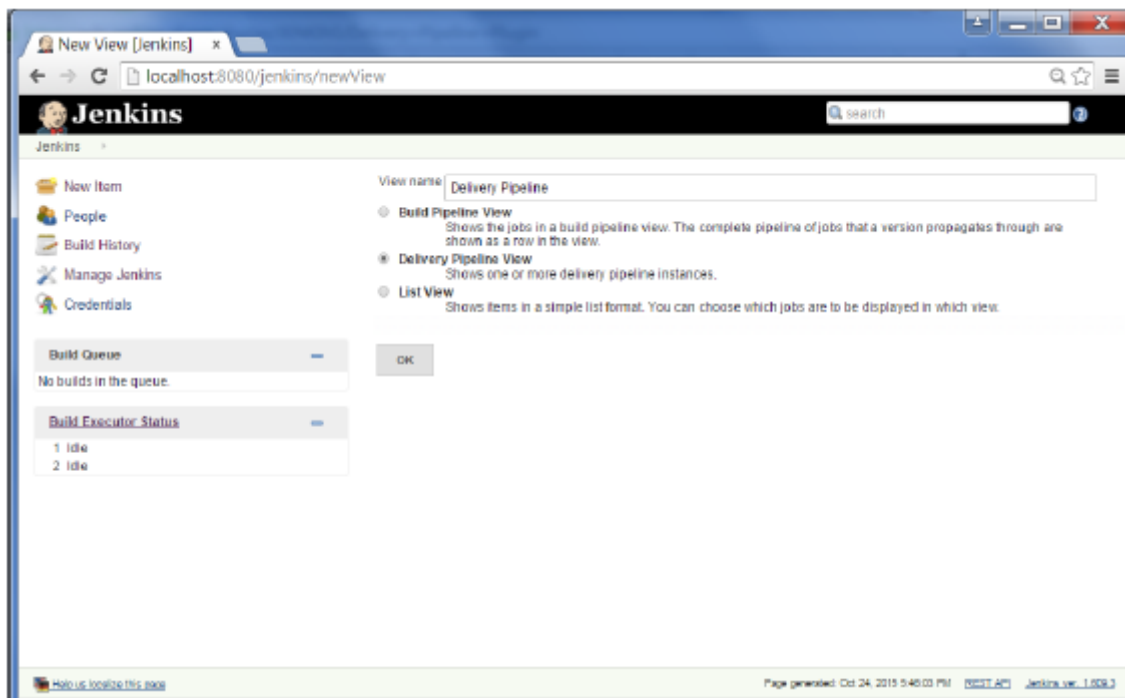 New View [Jenkins]
localhost:8080/jenkins/newView
Jenkins
search
Jenkins
New Item
People
Build History
Manage Jenkins
Credentials
Build Queue
No builds in the queue.
Build Executor Status
1 Idle
2 Idle
View name Delivery Pipeline
Build Pipeline View
Shows the jobs in a build pipeline view. The complete pipeline of jobs that a version propagates through are
shown as a row in the view.
Delivery Pipeline View
Shows one or more delivery pipeline instances.
List View
Shows items in a simple list format. You can choose which jobs are to be displayed in which view.
OK
Help us localize this page
Page generated: Oct 24, 2015 5:46:03 PM REST API Jenkins ver. 1.609.3